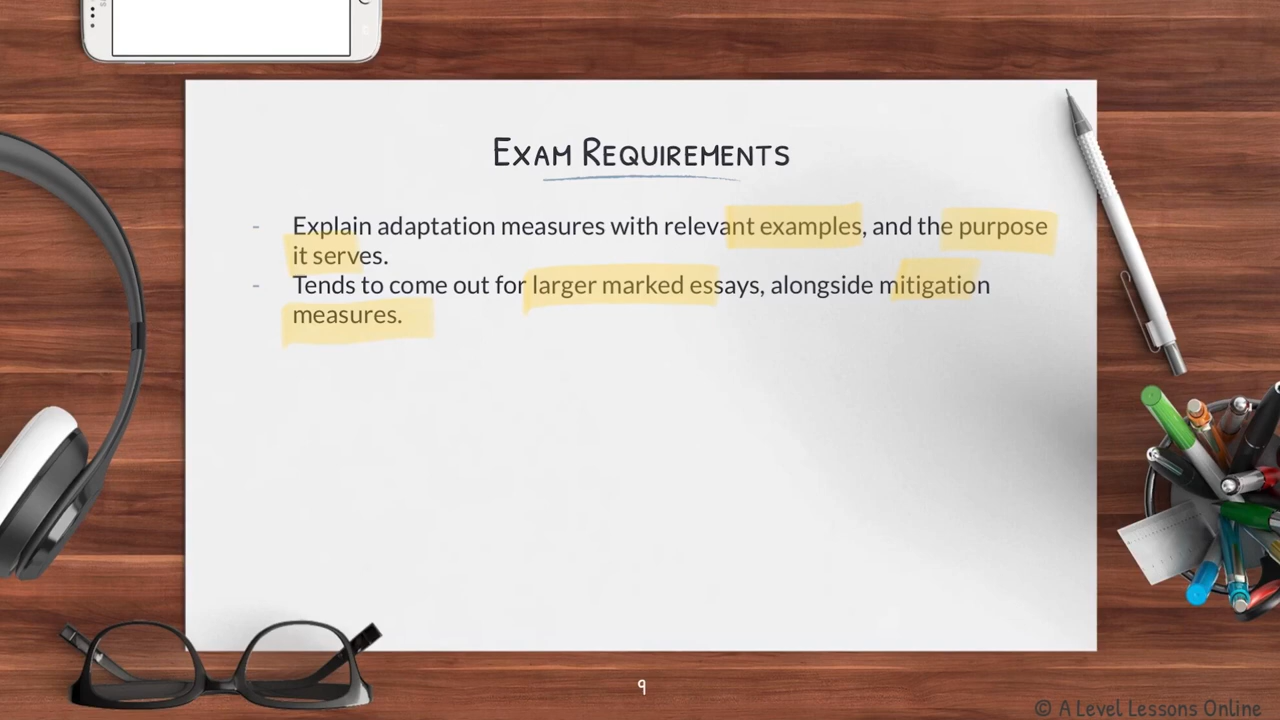 EXAM REQUIREMENTS
- Explain adaptation measures with relevant examples, and the purpose
it serves.
- Tends to come out for larger marked essays, alongside mitigation
measures.
9
© A Level Lessons Online